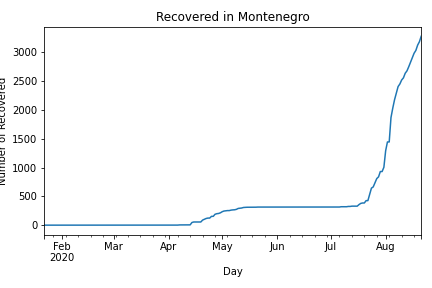 Recovered in Montenegro
3000
2500
2000
1500
1000
500
0
Number of Recovered
Feb Mar Apr May Jun Jul Aug
2020
Day